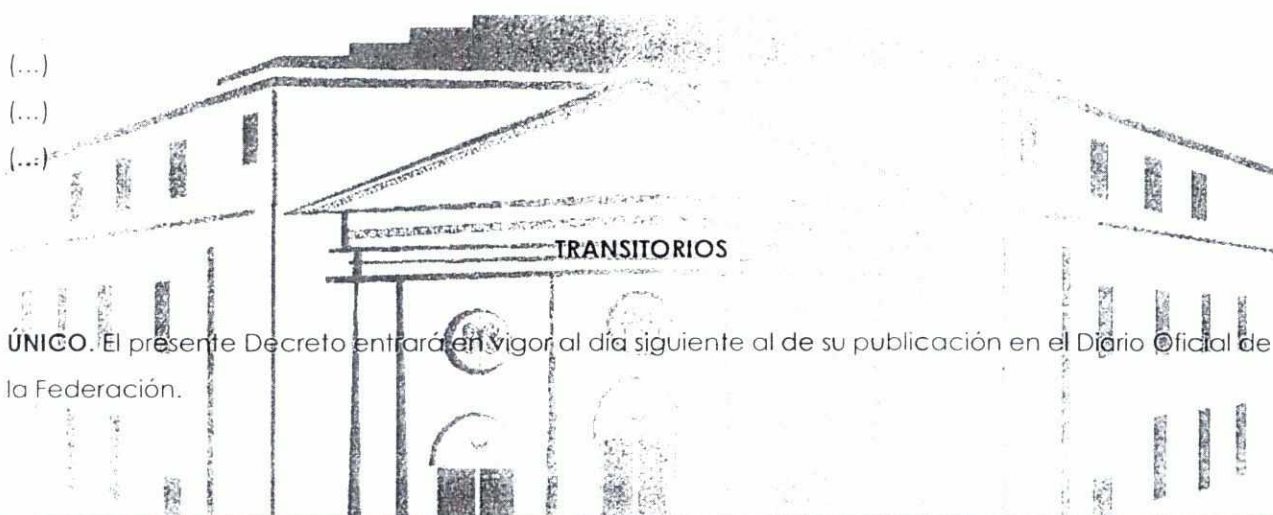 (...)
(...)
(...)
TRANSITORIOS
ÚNICO. El presente Decreto entrará en vigor al día siguiente al de su publicación en el Diario Oficial de
la Federación.